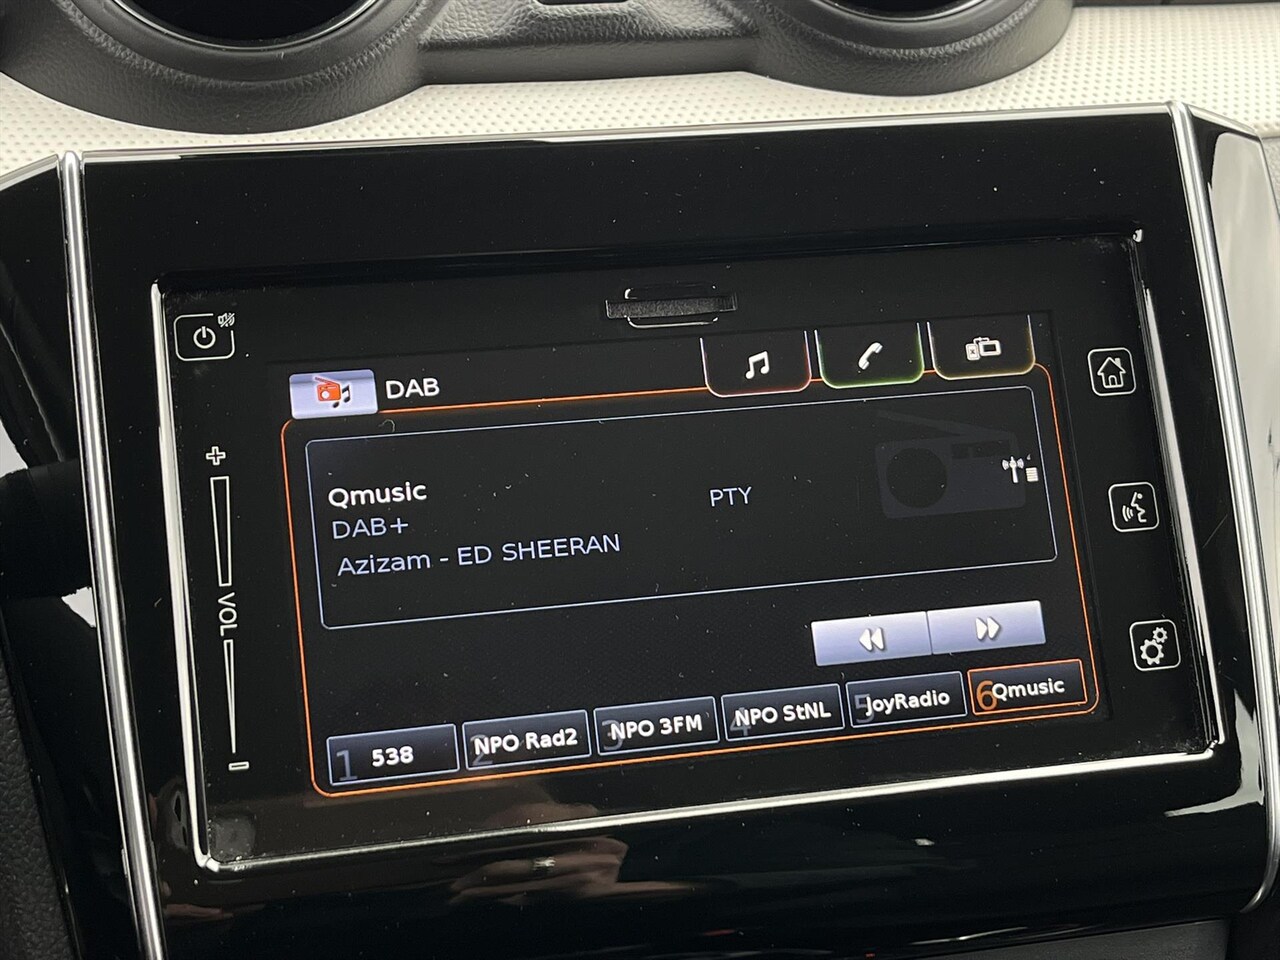 DAB
Qmusic
PTY
DAB+
Azizam - ED SHEERAN
VOL
1 538
2 NPO Rad2
3 NPO 3FM
4 NPO StNL
5 JoyRadio
6 Qmusic